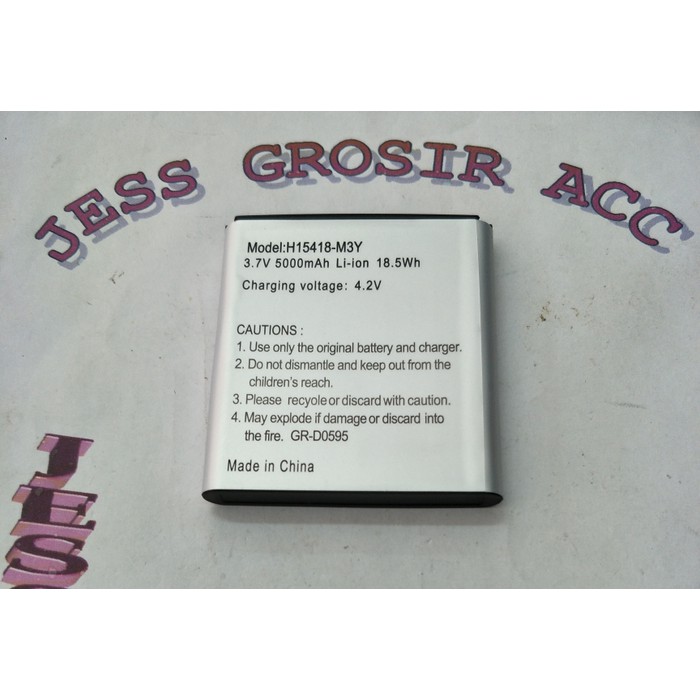 JESS GROSIR ACC
Model:H15418-M3Y
3.7V 5000mAh Li-ion 18.5Wh
Charging voltage: 4.2V
CAUTIONS :
1. Use only the original battery and charger.
2. Do not dismantle and keep out from the
children's reach.
3. Please recycle or discard with caution.
4. May explode if damage or discard into
the fire. GR-D0595
Made in China
JES